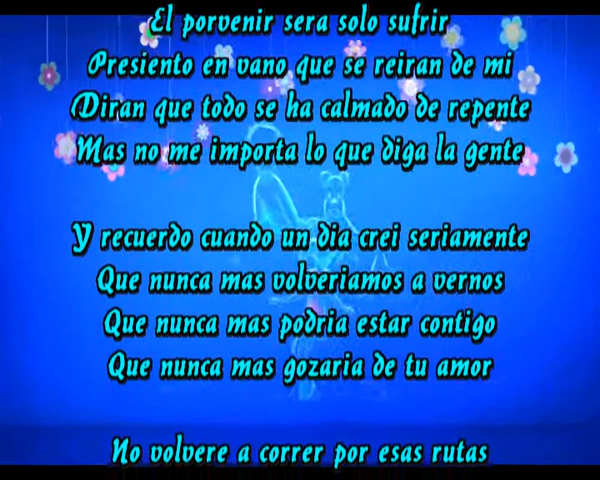 El porvenir sera solo sufrir
Presiento en vano que se reiran de mi
Diran que todo se ha calmado de repente
Mas no me importa lo que diga la gente
Y recuerdo cuando un dia crei seriamente
Que nunca mas volveriamos a vernos
Que nunca mas podria estar contigo
Que nunca mas gozaria de tu amor
No volvere a correr por esas rutas